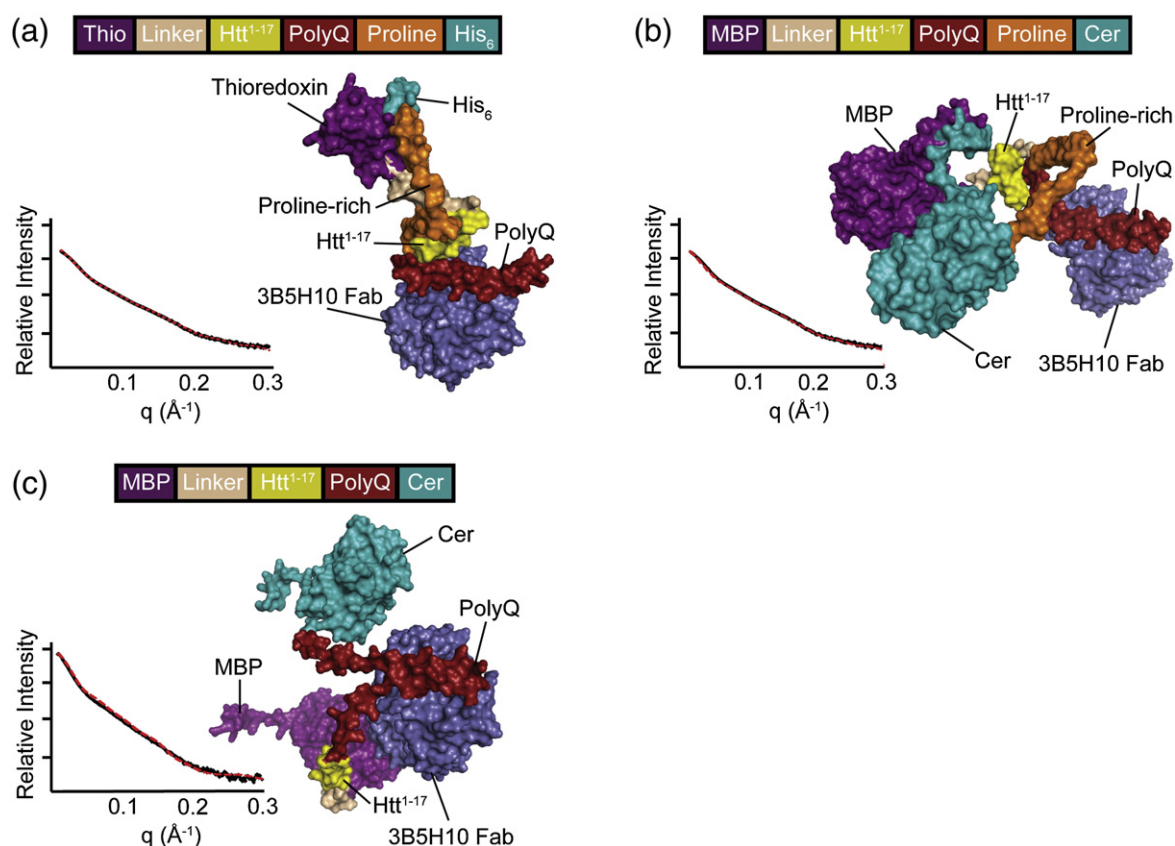 (a)
Thio Linker Htt¹⁻¹⁷ PolyQ Proline His₆
Thioredoxin
His₆
Proline-rich
Htt¹⁻¹⁷
PolyQ
3B5H10 Fab
Relative Intensity
0.1 0.2 0.3
q (Å⁻¹)
(b)
MBP Linker Htt¹⁻¹⁷ PolyQ Proline Cer
Htt¹⁻¹⁷
MBP
Proline-rich
PolyQ
Cer
3B5H10 Fab
Relative Intensity
0.1 0.2 0.3
q (Å⁻¹)
(c)
MBP Linker Htt¹⁻¹⁷ PolyQ Cer
Cer
PolyQ
MBP
Htt¹⁻¹⁷
3B5H10 Fab
Relative Intensity
0.1 0.2 0.3
q (Å⁻¹)